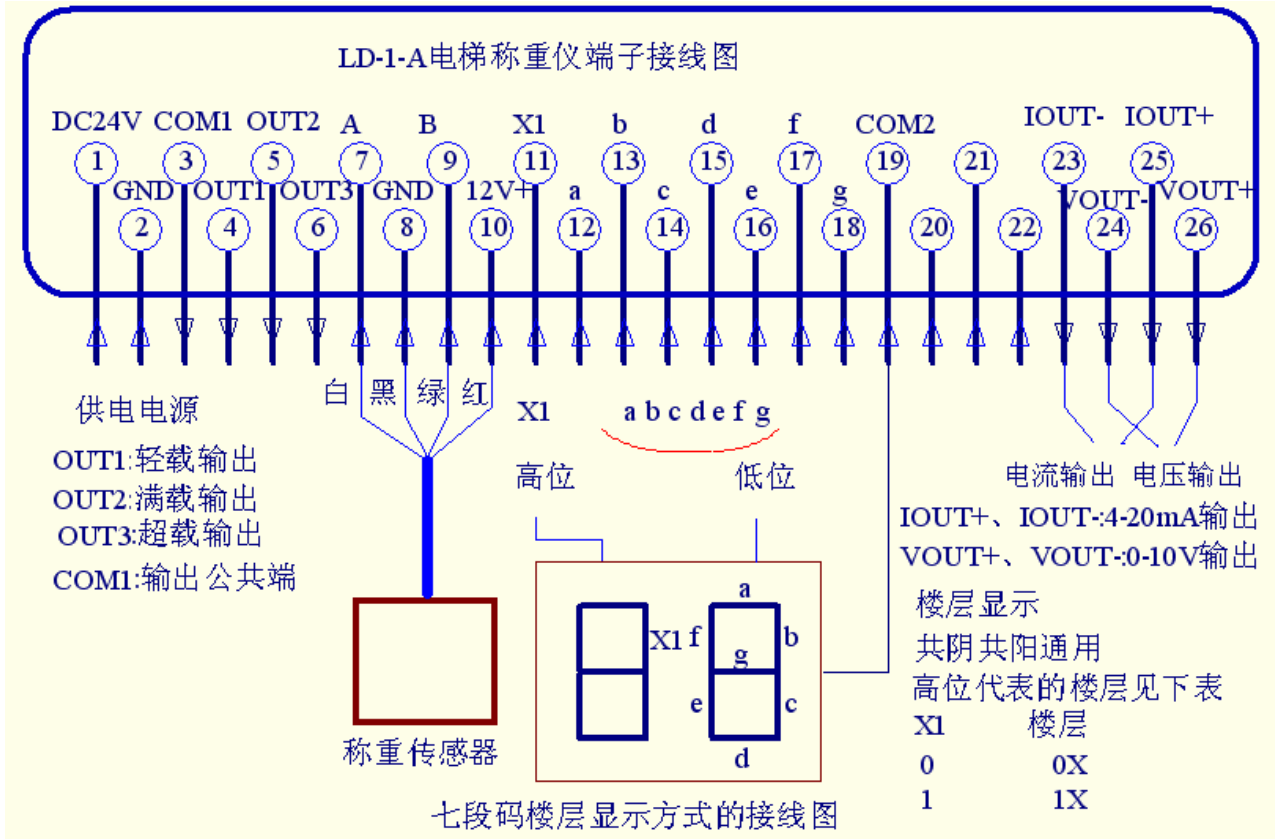 LD-1-A电梯称重仪端子接线图
DC24V COM1 OUT2 A B X1 b d f COM2 IOUT- IOUT+
1 3 5 7 9 11 13 15 17 19 21 23 25
GND OUT1 OUT3 GND 12V+ a c e g VOUT- VOUT+
2 4 6 8 10 12 14 16 18 20 22 24 26
白 黑 绿 红
供电电源
OUT1:轻载输出
OUT2:满载输出
OUT3:超载输出
COM1:输出公共端
称重传感器
X1 a b c d e f g
高位 低位
a
X1 f b
g
e c
d
七段码楼层显示方式的接线图
电流输出 电压输出
IOUT+、IOUT-:4-20mA输出
VOUT+、VOUT-:0-10V输出
楼层显示
共阴共阳通用
高位代表的楼层见下表
X1 楼层
0 0X
1 1X